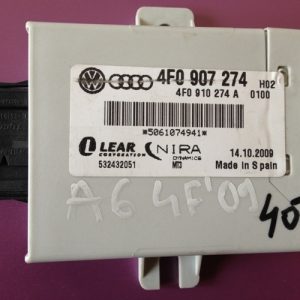 4F0 907 274 H02
4F0 910 274 A 0100
*5061074941*
LEAR NIRA 14.10.2009
CORPORATION DYNAMICS
532432051 MT3 Made in Spain
A6 4F'09
40